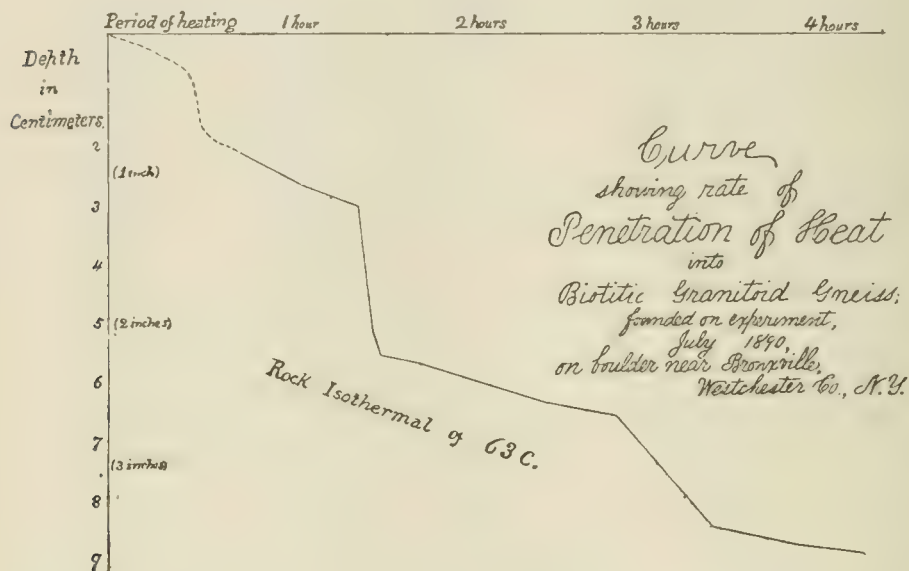 Period of heating 1 hour 2 hours 3 hours 4 hours
Depth
in
Centimeters.
2
(1 inch)
3
4
5
(2 inches)
6
7
(3 inches)
8
9
Curve
showing rate of
Penetration of Heat
into
Biotitic Granitoid Gneiss;
founded on experiment,
July 1890,
on boulder near Bronxville,
Westchester Co., N.Y.
Rock Isothermal of 63 C.